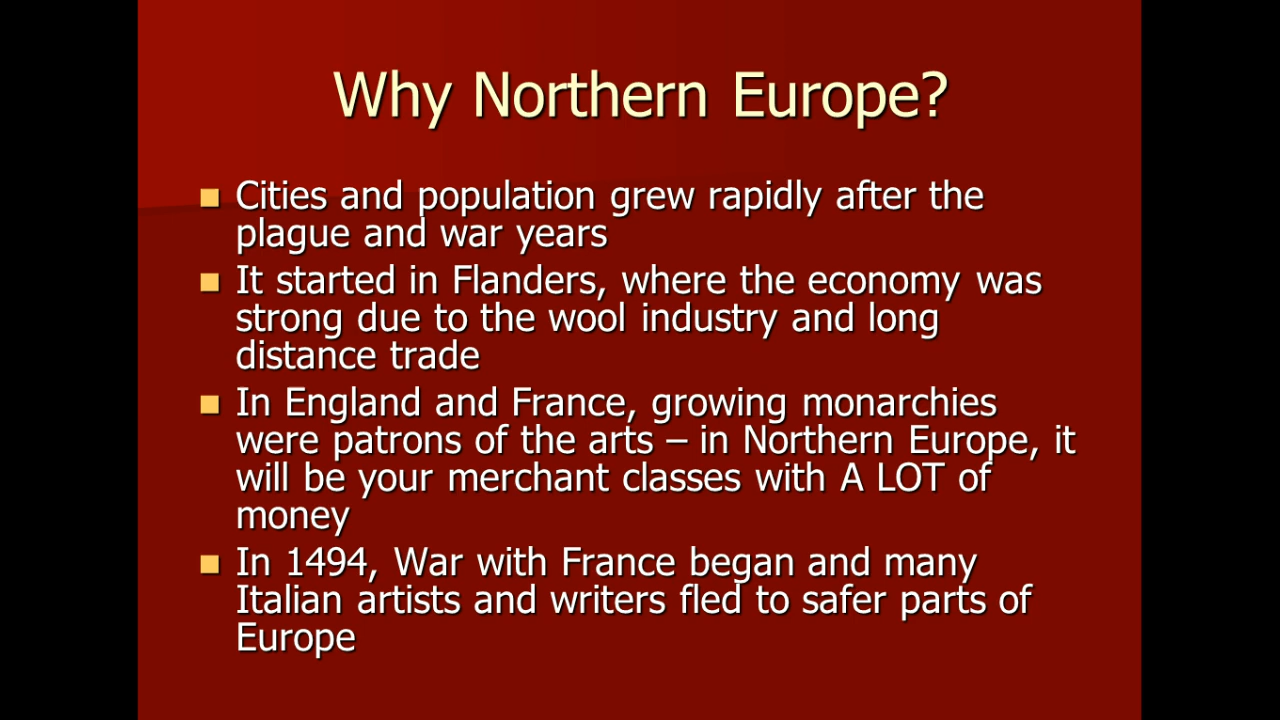 Why Northern Europe?
Cities and population grew rapidly after the
plague and war years
It started in Flanders, where the economy was
strong due to the wool industry and long
distance trade
In England and France, growing monarchies
were patrons of the arts – in Northern Europe, it
will be your merchant classes with A LOT of
money
In 1494, War with France began and many
Italian artists and writers fled to safer parts of
Europe